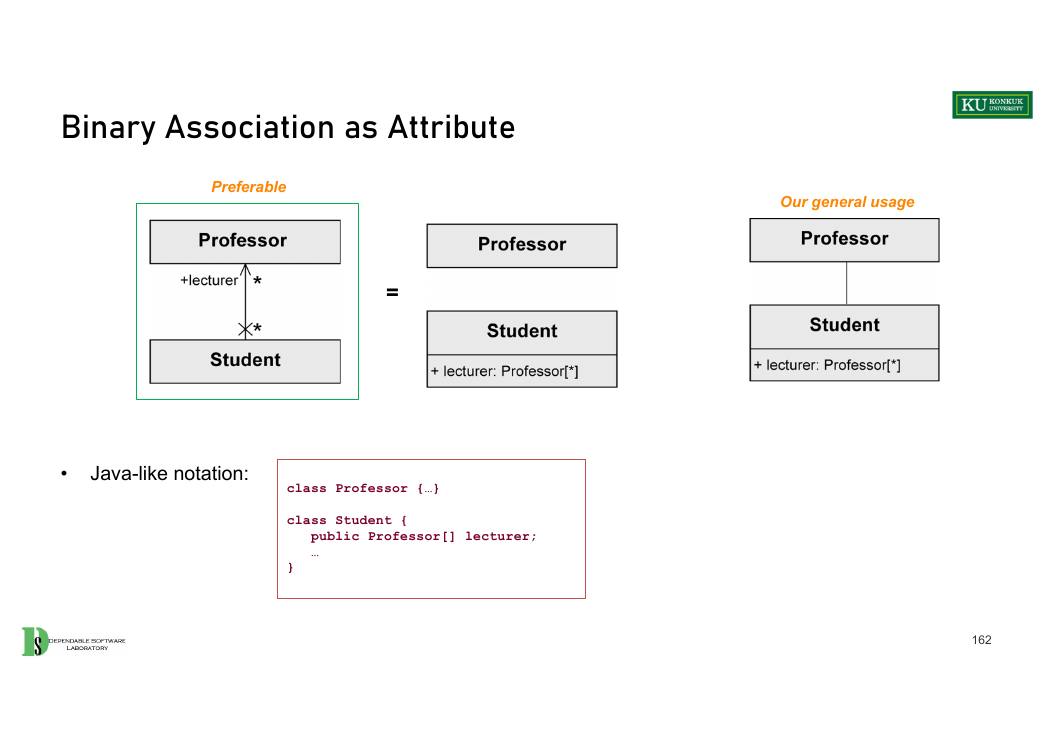 KU KONKUK
UNIVERSITY
Binary Association as Attribute
Preferable
Professor
+lecturer *
*
Student
=
Professor
Student
+ lecturer: Professor[*]
Our general usage
Professor
Student
+ lecturer: Professor[*]
• Java-like notation:
class Professor {…}
class Student {
public Professor[] lecturer;
…
}
DS DEPENDABLE SOFTWARE
LABORATORY
162